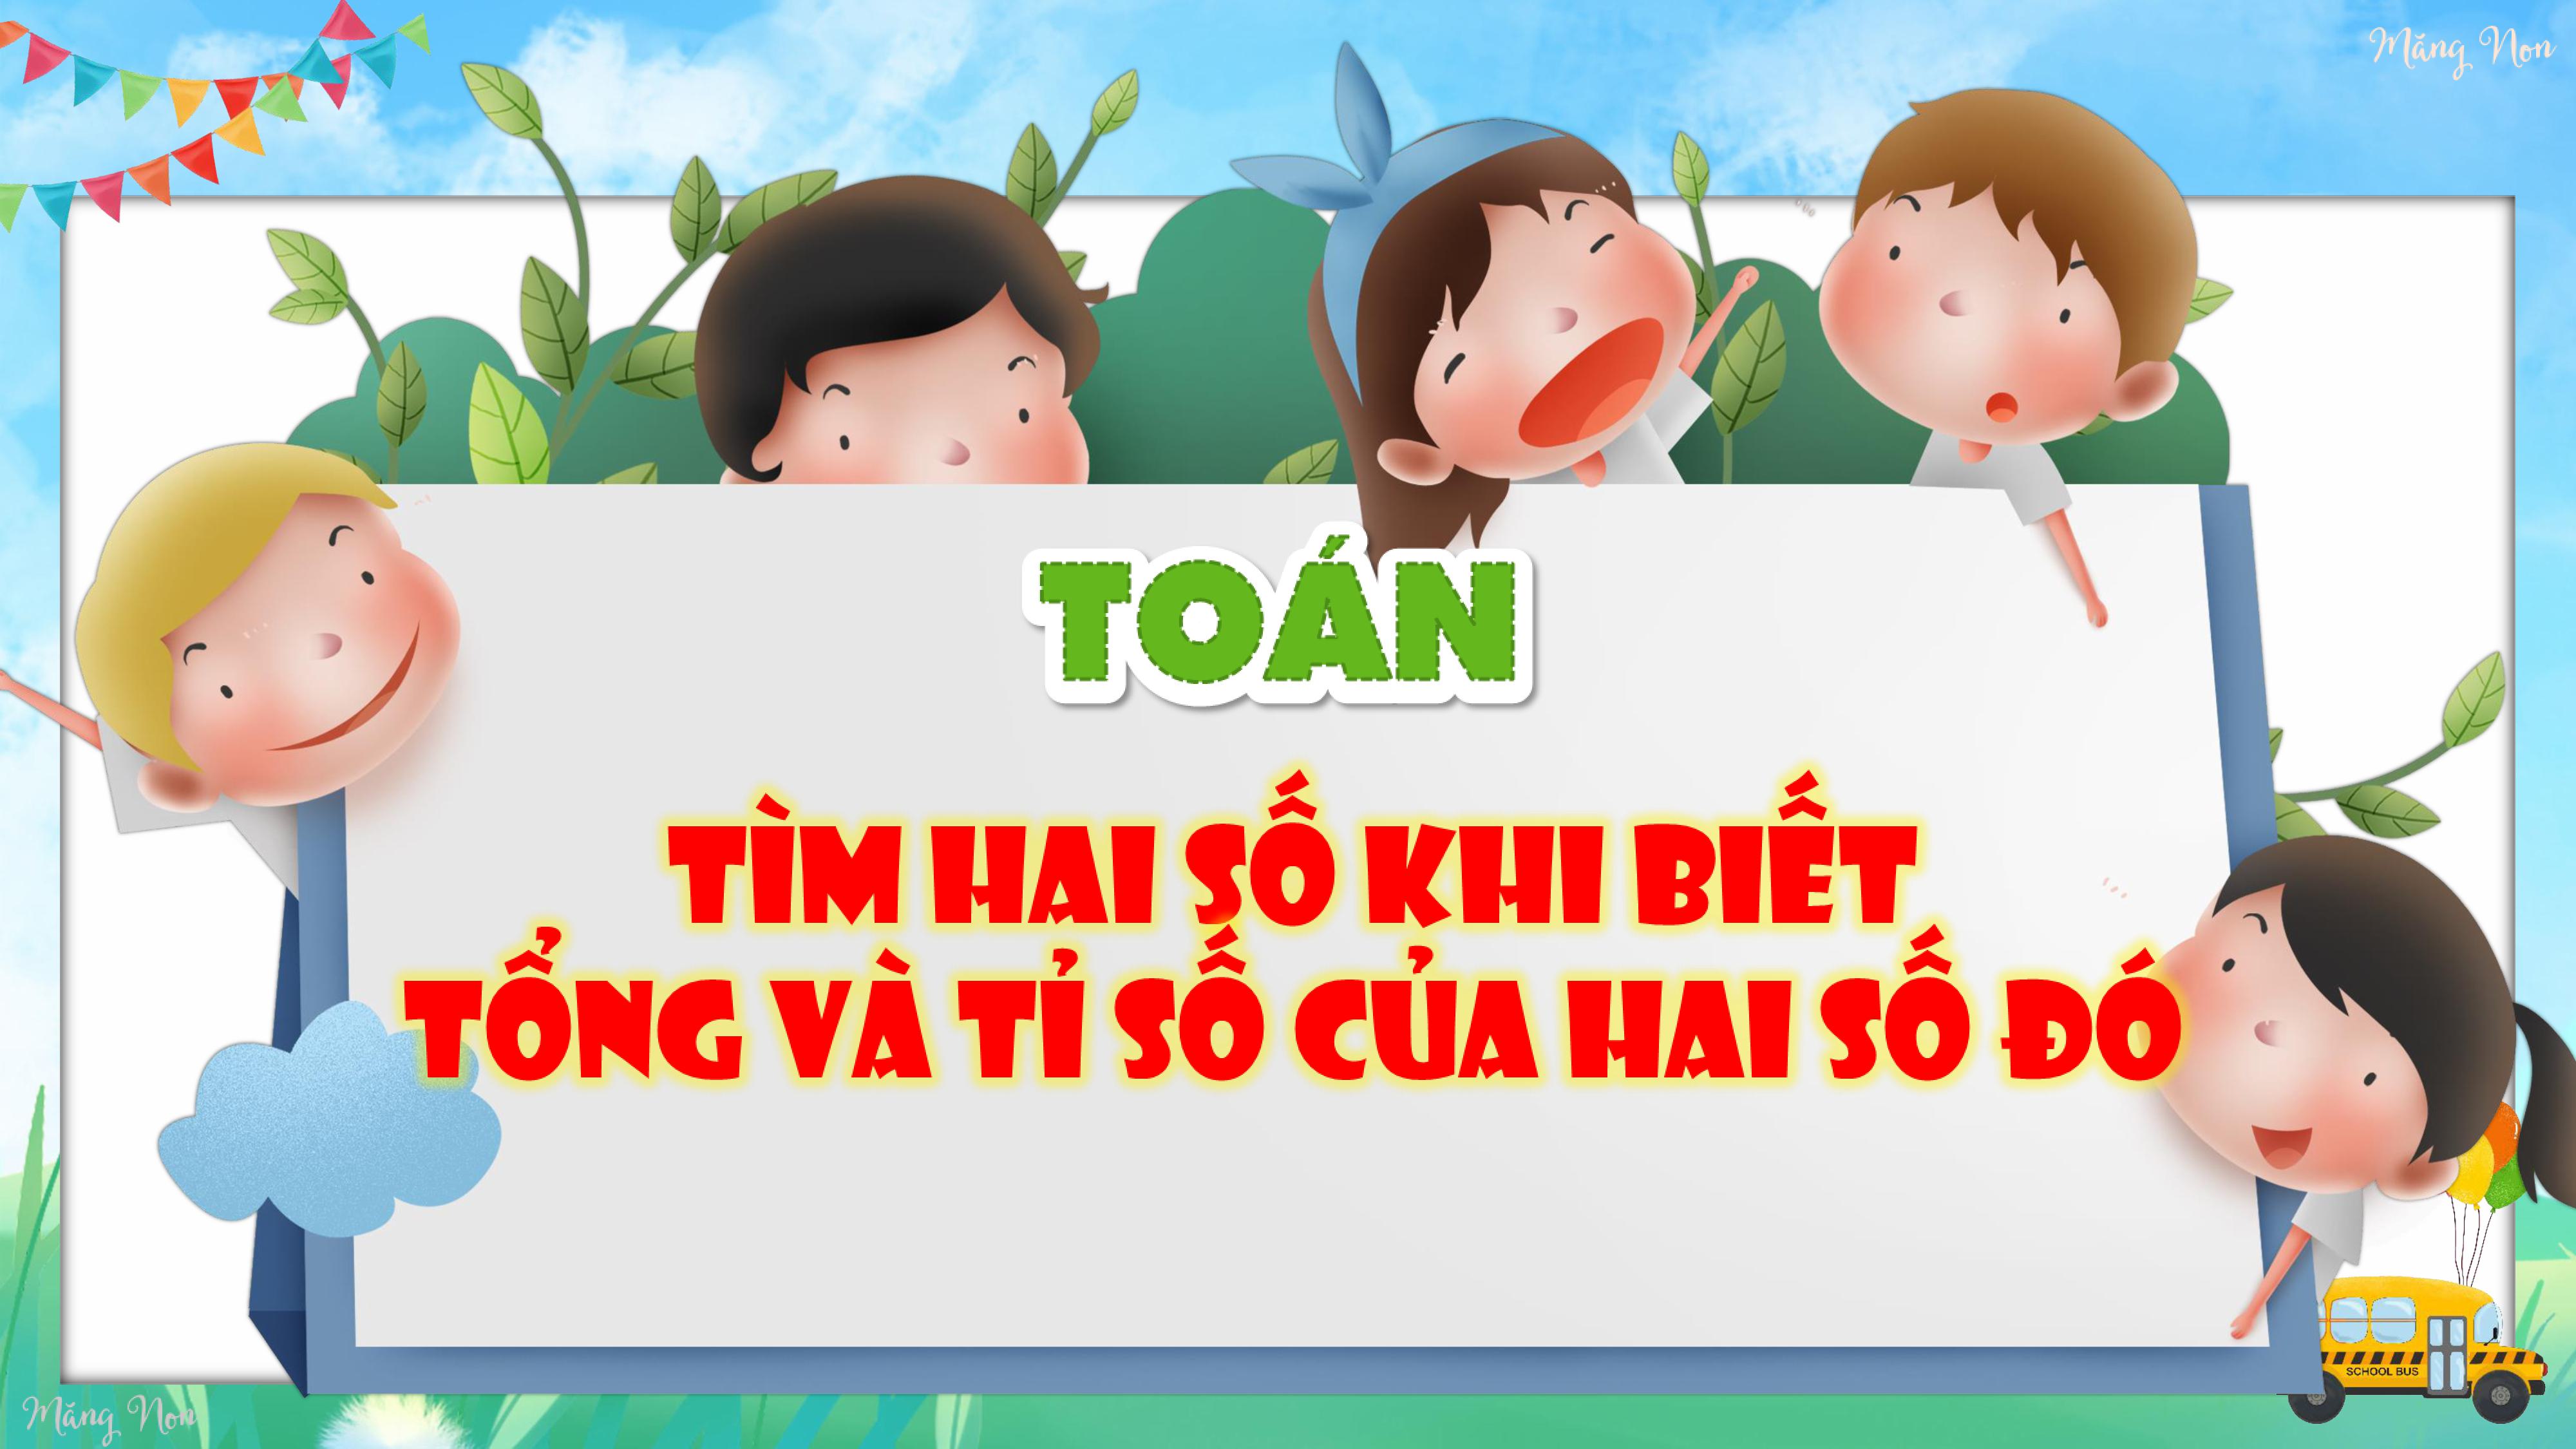 Măng Non
TOÁN
TÌM HAI SỐ KHI BIẾT
TỔNG VÀ TỈ SỐ CỦA HAI SỐ ĐÓ
SCHOOL BUS
Măng Non